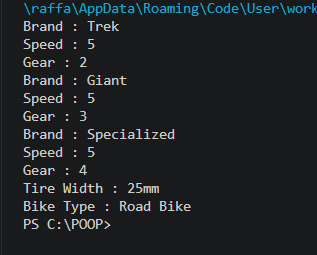 \raffa\AppData\Roaming\Code\User\work
Brand : Trek
Speed : 5
Gear : 2
Brand : Giant
Speed : 5
Gear : 3
Brand : Specialized
Speed : 5
Gear : 4
Tire Width : 25mm
Bike Type : Road Bike
PS C:\POOP>